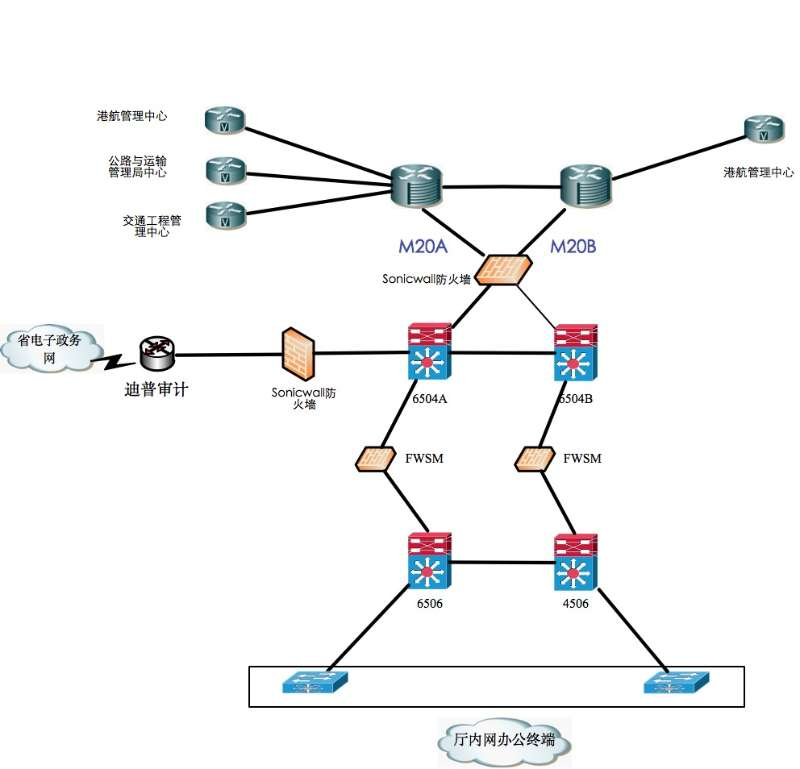 港航管理中心
公路与运输
管理局中心
交通工程管
理中心
港航管理中心
M20A
M20B
Sonicwall防火墙
省电子政务
网
迪普审计
Sonicwall防
火墙
6504A
6504B
FWSM
FWSM
6506
4506
厅内网办公终端